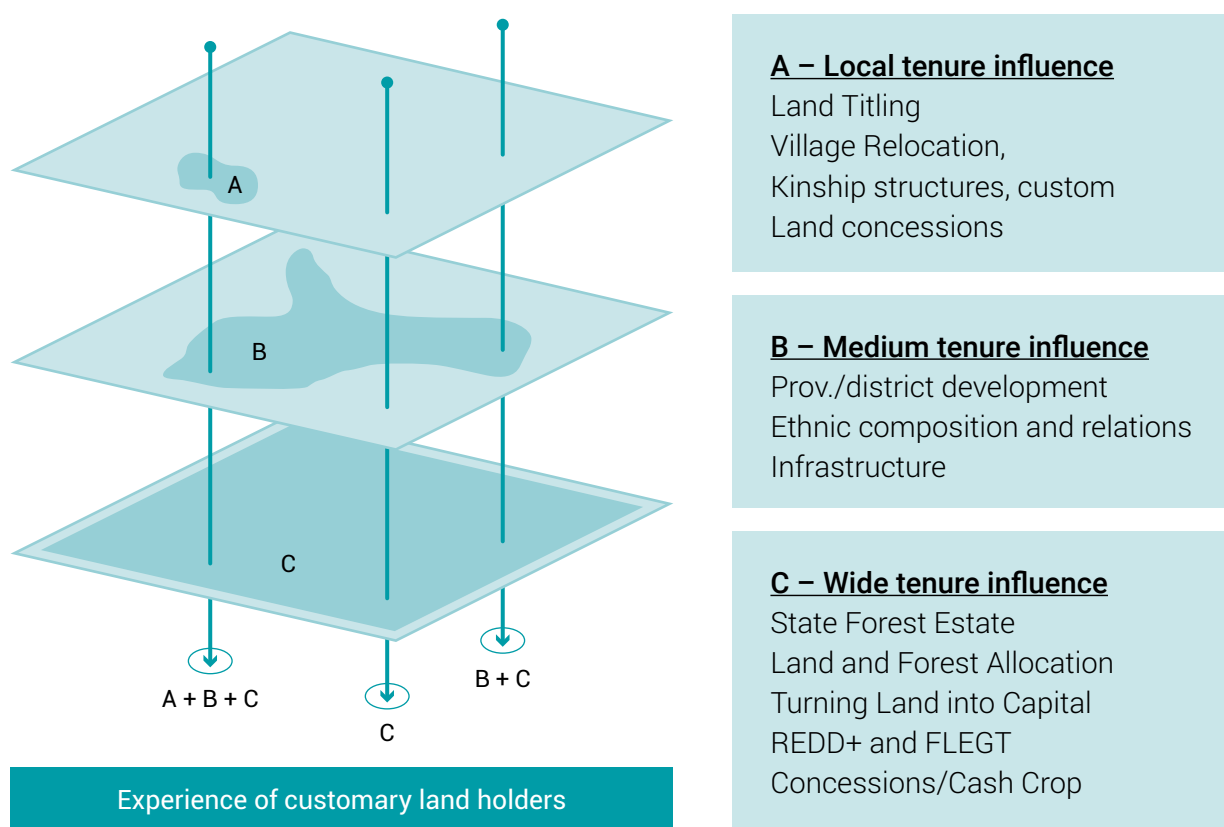 A
B
C
A + B + C
C
B + C
Experience of customary land holders
A – Local tenure influence
Land Titling
Village Relocation,
Kinship structures, custom
Land concessions
B – Medium tenure influence
Prov./district development
Ethnic composition and relations
Infrastructure
C – Wide tenure influence
State Forest Estate
Land and Forest Allocation
Turning Land into Capital
REDD+ and FLEGT
Concessions/Cash Crop